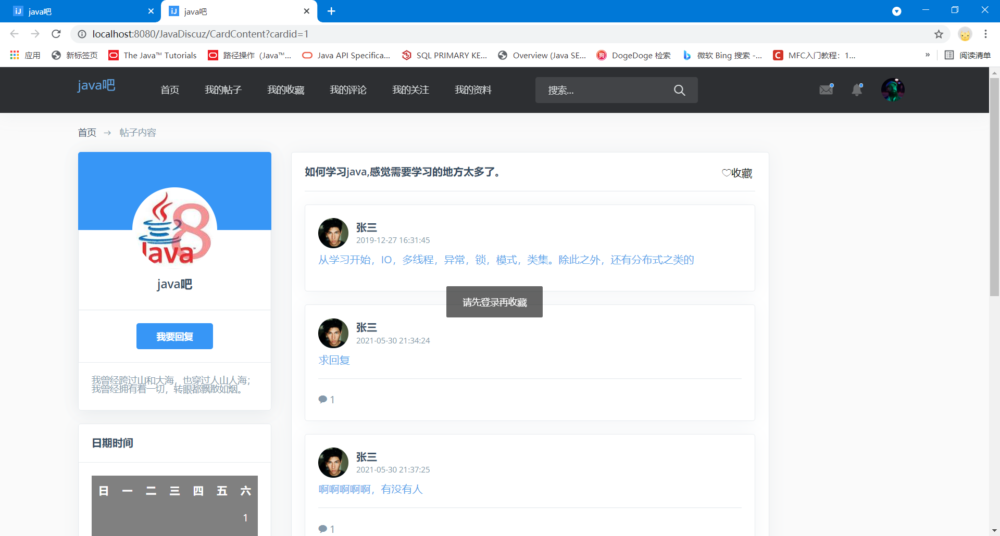 java吧
java吧
localhost:8080/JavaDiscuz/CardContent?cardid=1
应用
新标签页
The Java™ Tutorials
路径操作（Java™...
Java API Specifica...
SQL PRIMARY KE...
Overview (Java SE...
DogeDoge 检索
微软 Bing 搜索 -...
MFC入门教程：1...
»
阅读清单
java吧
首页
我的帖子
我的收藏
我的评论
我的关注
我的资料
搜索...
首页 → 帖子内容
java吧
我要回复
我曾经跨过山和大海，也穿过人山人海；
我曾经拥有着一切，转眼都飘散如烟。
日期时间
日 一 二 三 四 五 六
1
如何学习java,感觉需要学习的地方太多了。
♡收藏
张三
2019-12-27 16:31:45
从学习开始，IO，多线程，异常，锁，模式，类集。除此之外，还有分布式之类的
请先登录再收藏
张三
2021-05-30 21:34:24
求回复
1
张三
2021-05-30 21:37:25
啊啊啊啊啊，有没有人
1